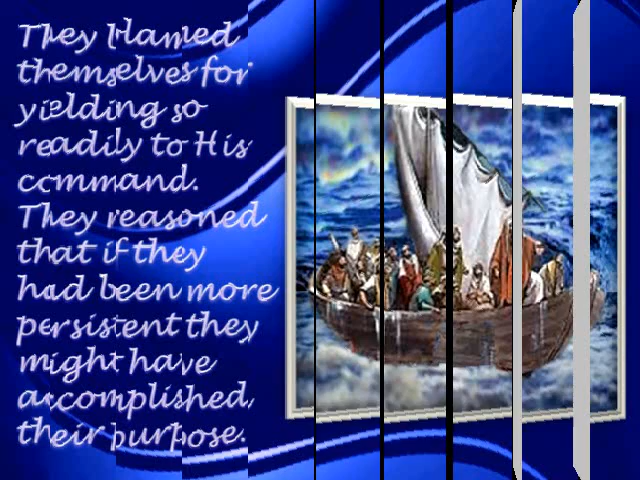 They blamed
themselves for
yielding so
readily to His
command.
They reasoned
that if they
had been more
persistent they
might have
accomplished
their purpose.